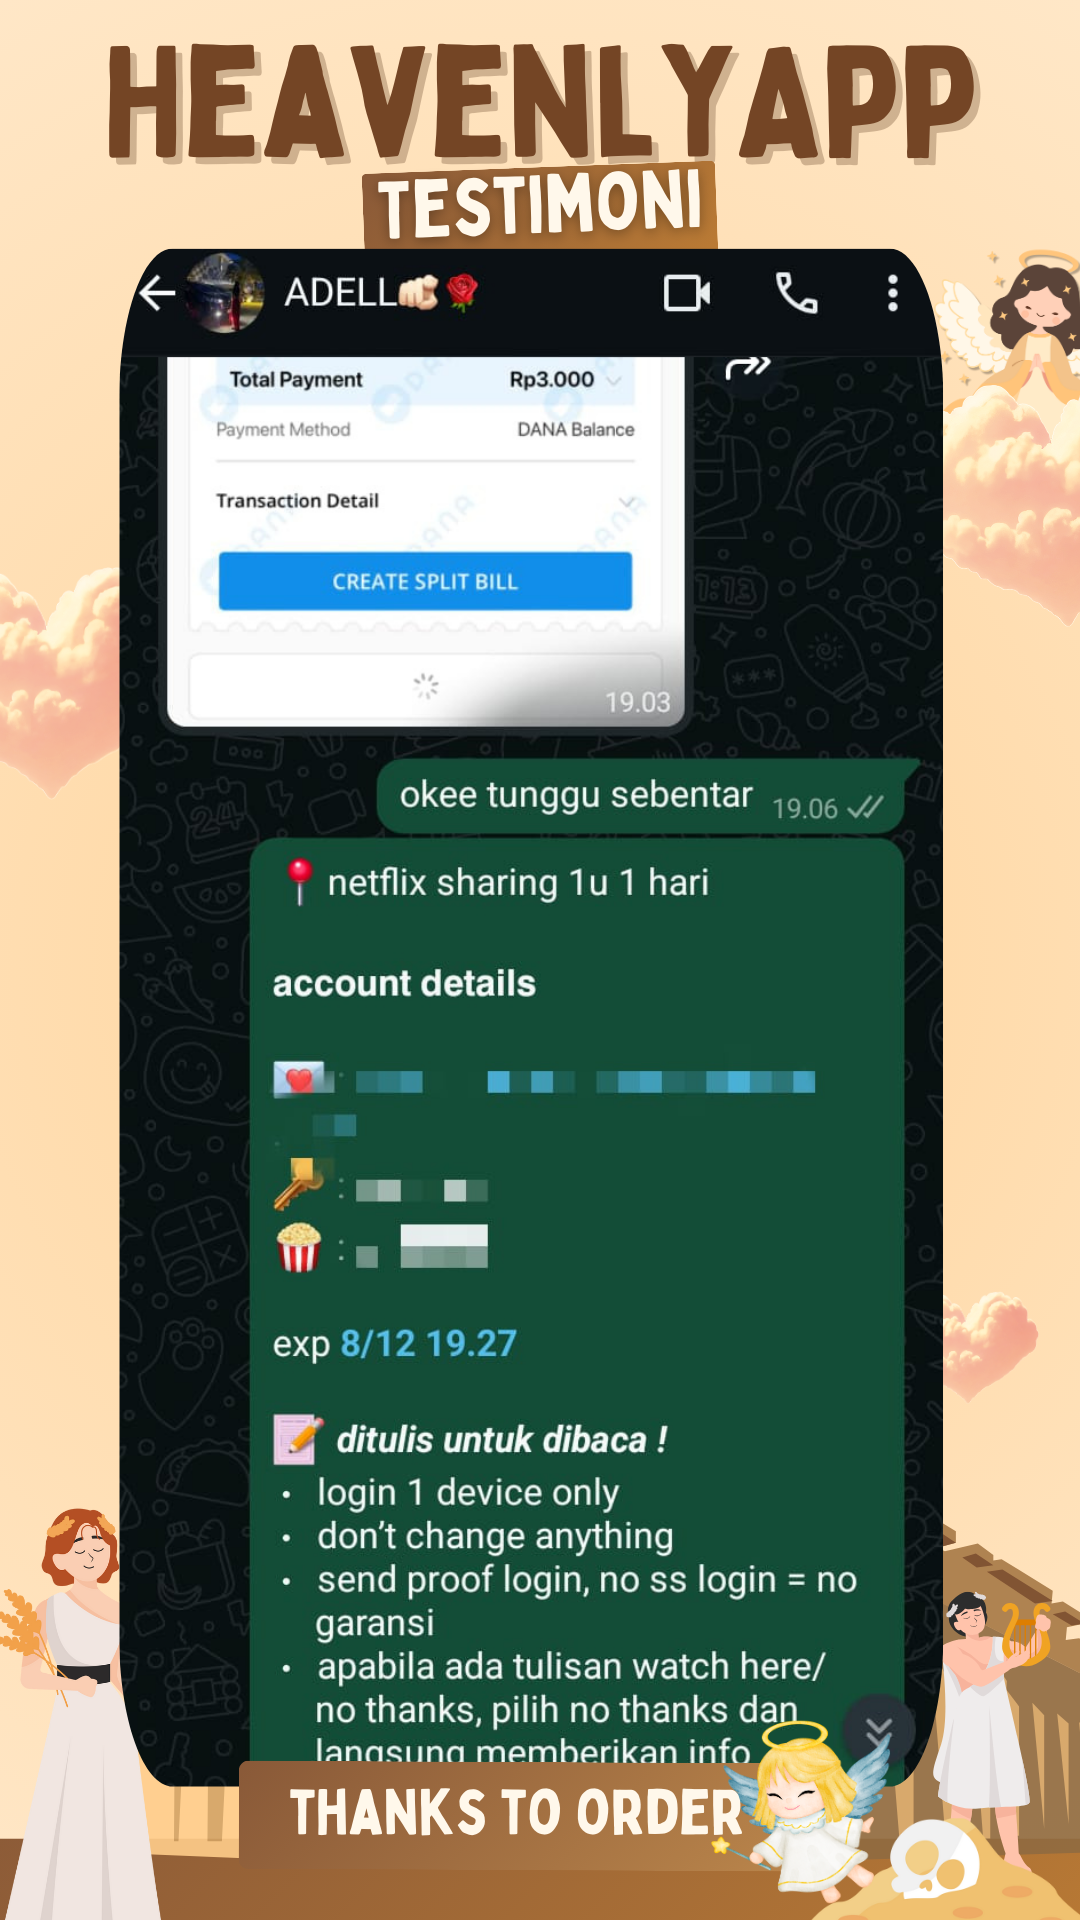 HEAVENLYAPP
TESTIMONI
ADELL
Total Payment Rp3.000
Payment Method DANA Balance
Transaction Detail
CREATE SPLIT BILL
19.03
okee tunggu sebentar 19.06
netflix sharing 1u 1 hari
account details
:
:
:
exp 8/12 19.27
ditulis untuk dibaca !
• login 1 device only
• don’t change anything
• send proof login, no ss login = no
garansi
• apabila ada tulisan watch here/
no thanks, pilih no thanks dan
langsung memberikan info
THANKS TO ORDER